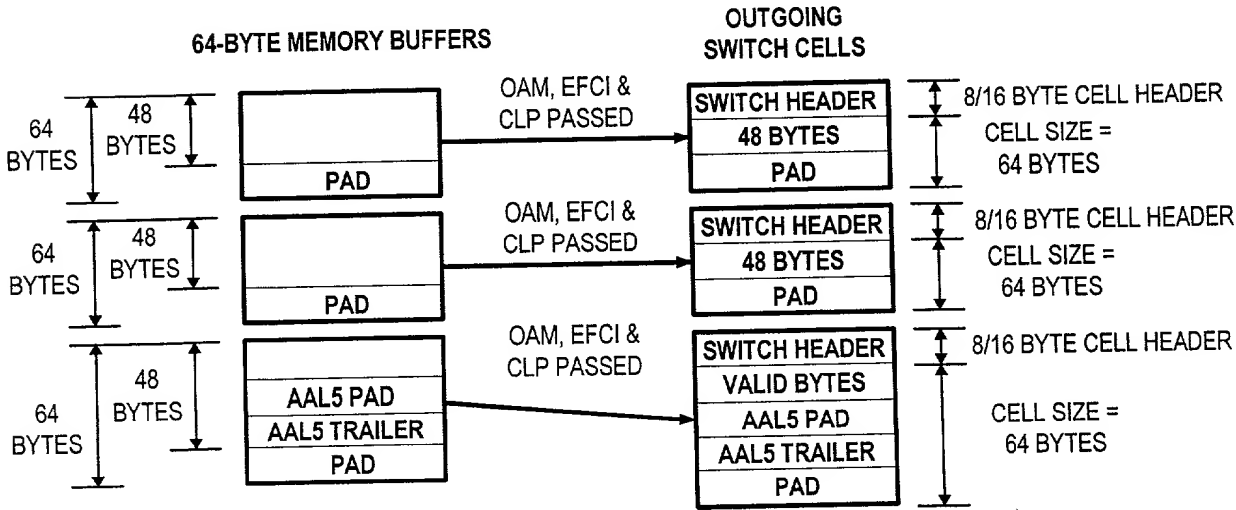 64-BYTE MEMORY BUFFERS
OUTGOING
SWITCH CELLS
64
BYTES
48
BYTES
PAD
OAM, EFCI &
CLP PASSED
SWITCH HEADER
48 BYTES
PAD
8/16 BYTE CELL HEADER
CELL SIZE =
64 BYTES
64
BYTES
48
BYTES
PAD
OAM, EFCI &
CLP PASSED
SWITCH HEADER
48 BYTES
PAD
8/16 BYTE CELL HEADER
CELL SIZE =
64 BYTES
64
BYTES
48
BYTES
AAL5 PAD
AAL5 TRAILER
PAD
OAM, EFCI &
CLP PASSED
SWITCH HEADER
VALID BYTES
AAL5 PAD
AAL5 TRAILER
PAD
8/16 BYTE CELL HEADER
CELL SIZE =
64 BYTES